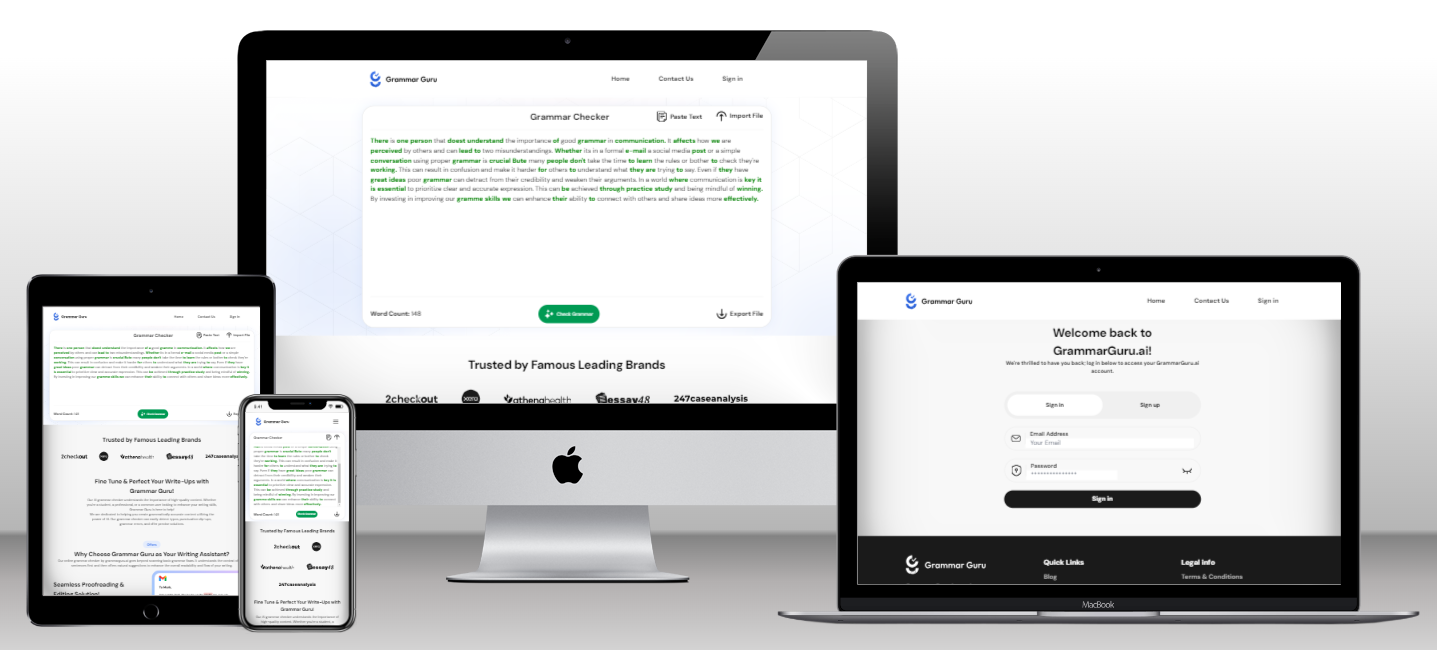 Grammar Guru
Home Contact Us Sign in
Grammar Checker Paste Text Import File
There is one person that doest understand the importance of good grammar in communication. It affects how we are
perceived by others and can lead to two misunderstandings. Whether its in a formal e-mail a social media post or a simple
conversation using proper grammar is crucial Bute many people don't take the time to learn the rules or bother to check they're
working. This can result in confusion and make it harder for others to understand what they are trying to say. Even if they have
great ideas poor grammar can detract from their credibility and weaken their arguments. In a world where communication is key it
is essential to prioritize clear and accurate expression. This can be achieved through practice study and being mindful of winning.
By investing in improving our gramme skills we can enhance their ability to connect with others and share ideas more effectively.
Word Count: 148 Check Grammar Export File
Trusted by Famous Leading Brands
2checkout athenahealth essay48 247caseanalysis
Grammar Guru
Home Contact Us Sign in
Welcome back to
GrammarGuru.ai!
We're thrilled to have you back; log in below to access your GrammarGuru.ai
account.
Sign in Sign up
Email Address
Your Email
Password
Sign in
Grammar Guru
Quick Links
Blog
Legal info
Terms & Conditions
MacBook
Grammar Guru
Home Contact Us Sign in
Grammar Checker Paste Text Import File
Word Count: 148
Trusted by Famous Leading Brands
2checkout athenahealth essay48
Fine Tune & Perfect Your Write-Ups with
Grammar Guru!
Why Choose Grammar Guru as Your Writing Assistant?
Seamless Proofreading &
Editing Solution!
Grammar Guru
Grammar Checker
Trusted by Famous Leading Brands
2checkout
athenahealth essay48
247caseanalysis
Fine Tune & Perfect Your Write-Ups with
Grammar Guru!